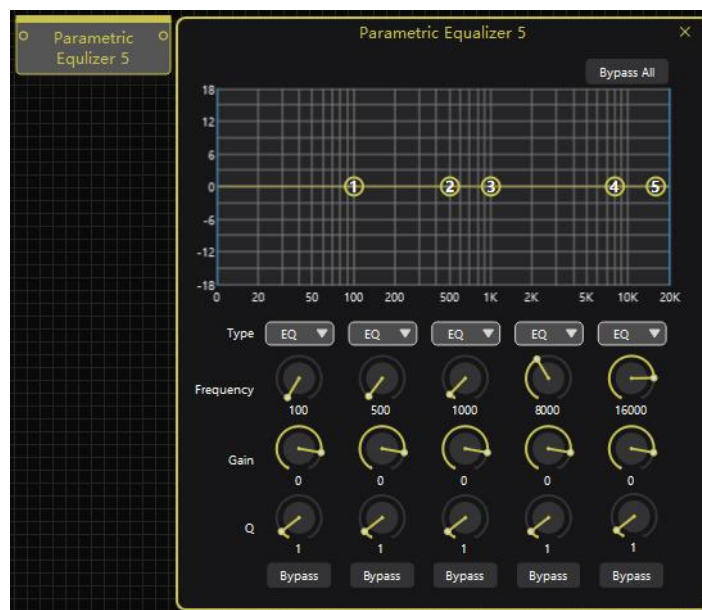 Parametric
Equlizer 5
Parametric Equalizer 5
×
Bypass All
18
12
6
0
-6
-12
-18
0 20 50 100 200 500 1K 2K 5K 10K 20K
1 2 3 4 5
Type EQ EQ EQ EQ EQ
Frequency
100 500 1000 8000 16000
Gain
0 0 0 0 0
Q
1 1 1 1 1
Bypass Bypass Bypass Bypass Bypass